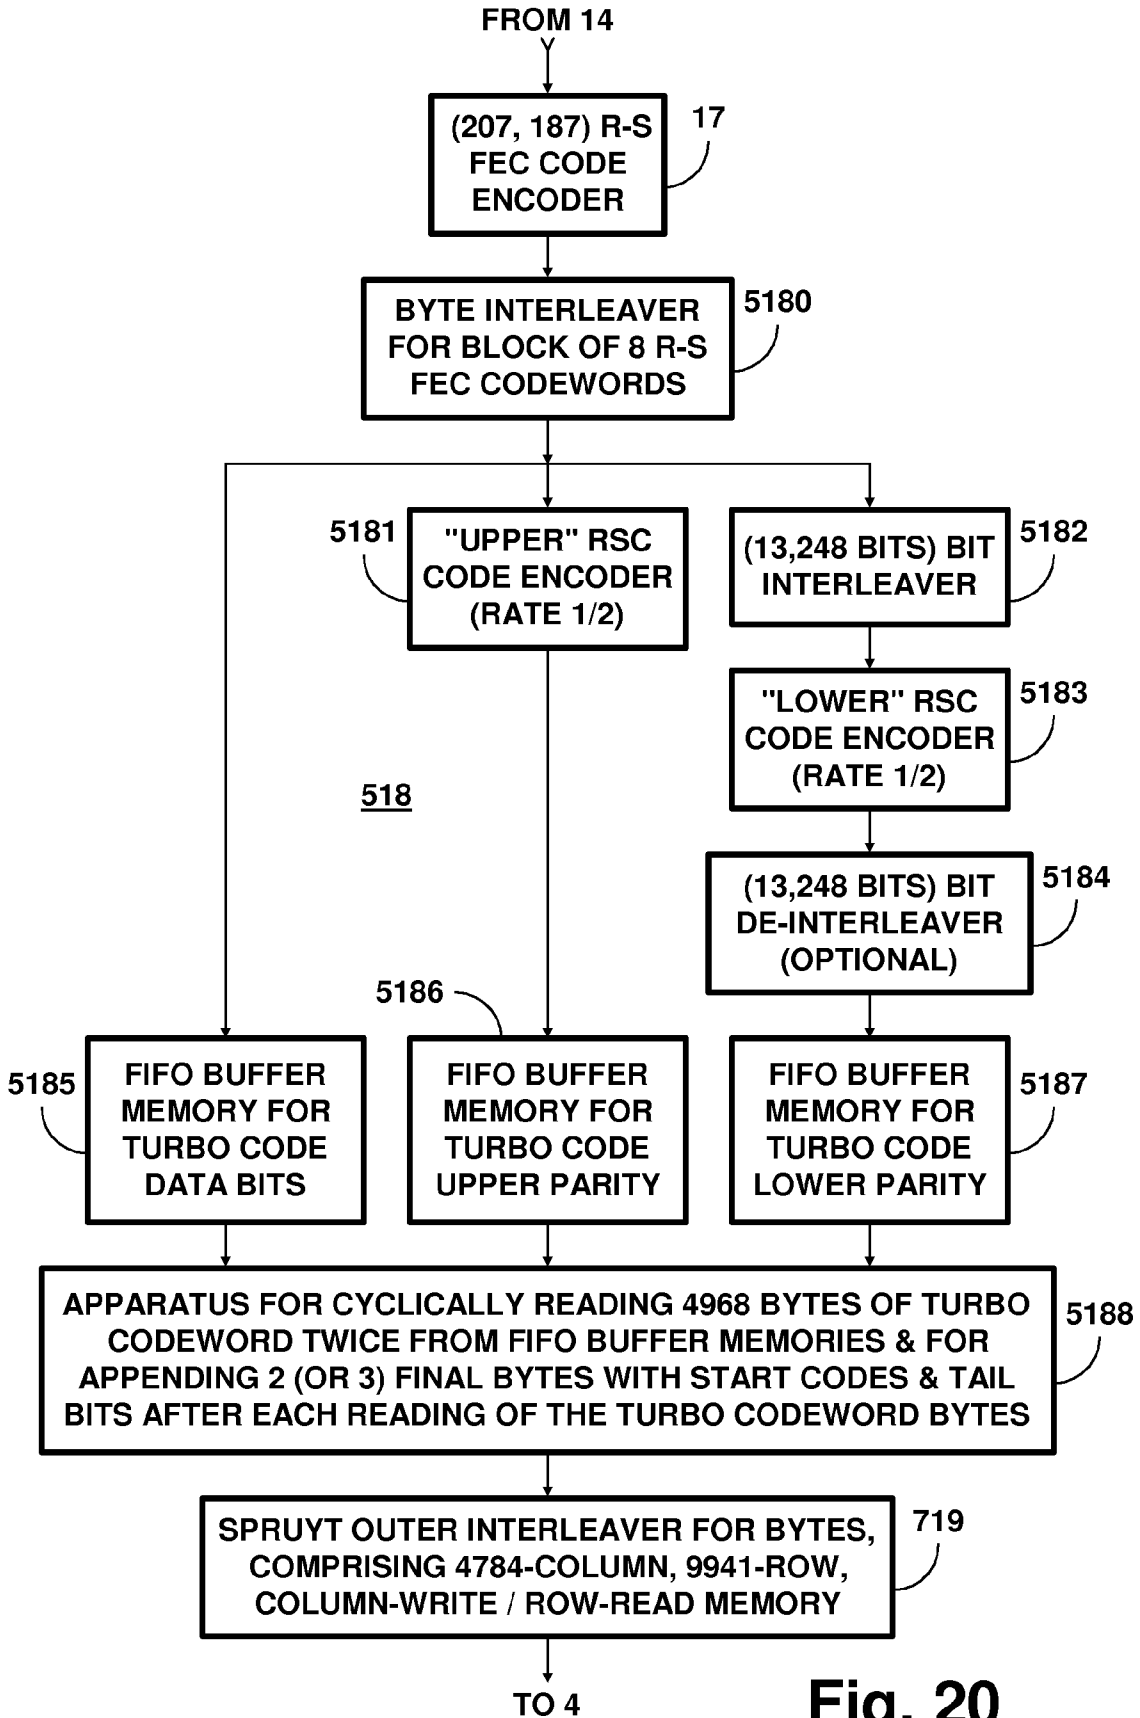 FROM 14
(207, 187) R-S
FEC CODE
ENCODER
17
BYTE INTERLEAVER
FOR BLOCK OF 8 R-S
FEC CODEWORDS
5180
5181
"UPPER" RSC
CODE ENCODER
(RATE 1/2)
(13,248 BITS) BIT
INTERLEAVER
5182
"LOWER" RSC
CODE ENCODER
(RATE 1/2)
5183
518
(13,248 BITS) BIT
DE-INTERLEAVER
(OPTIONAL)
5184
5186
5185
FIFO BUFFER
MEMORY FOR
TURBO CODE
DATA BITS
FIFO BUFFER
MEMORY FOR
TURBO CODE
UPPER PARITY
FIFO BUFFER
MEMORY FOR
TURBO CODE
LOWER PARITY
5187
APPARATUS FOR CYCLICALLY READING 4968 BYTES OF TURBO
CODEWORD TWICE FROM FIFO BUFFER MEMORIES & FOR
APPENDING 2 (OR 3) FINAL BYTES WITH START CODES & TAIL
BITS AFTER EACH READING OF THE TURBO CODEWORD BYTES
5188
SPRUYT OUTER INTERLEAVER FOR BYTES,
COMPRISING 4784-COLUMN, 9941-ROW,
COLUMN-WRITE / ROW-READ MEMORY
719
TO 4
Fig. 20